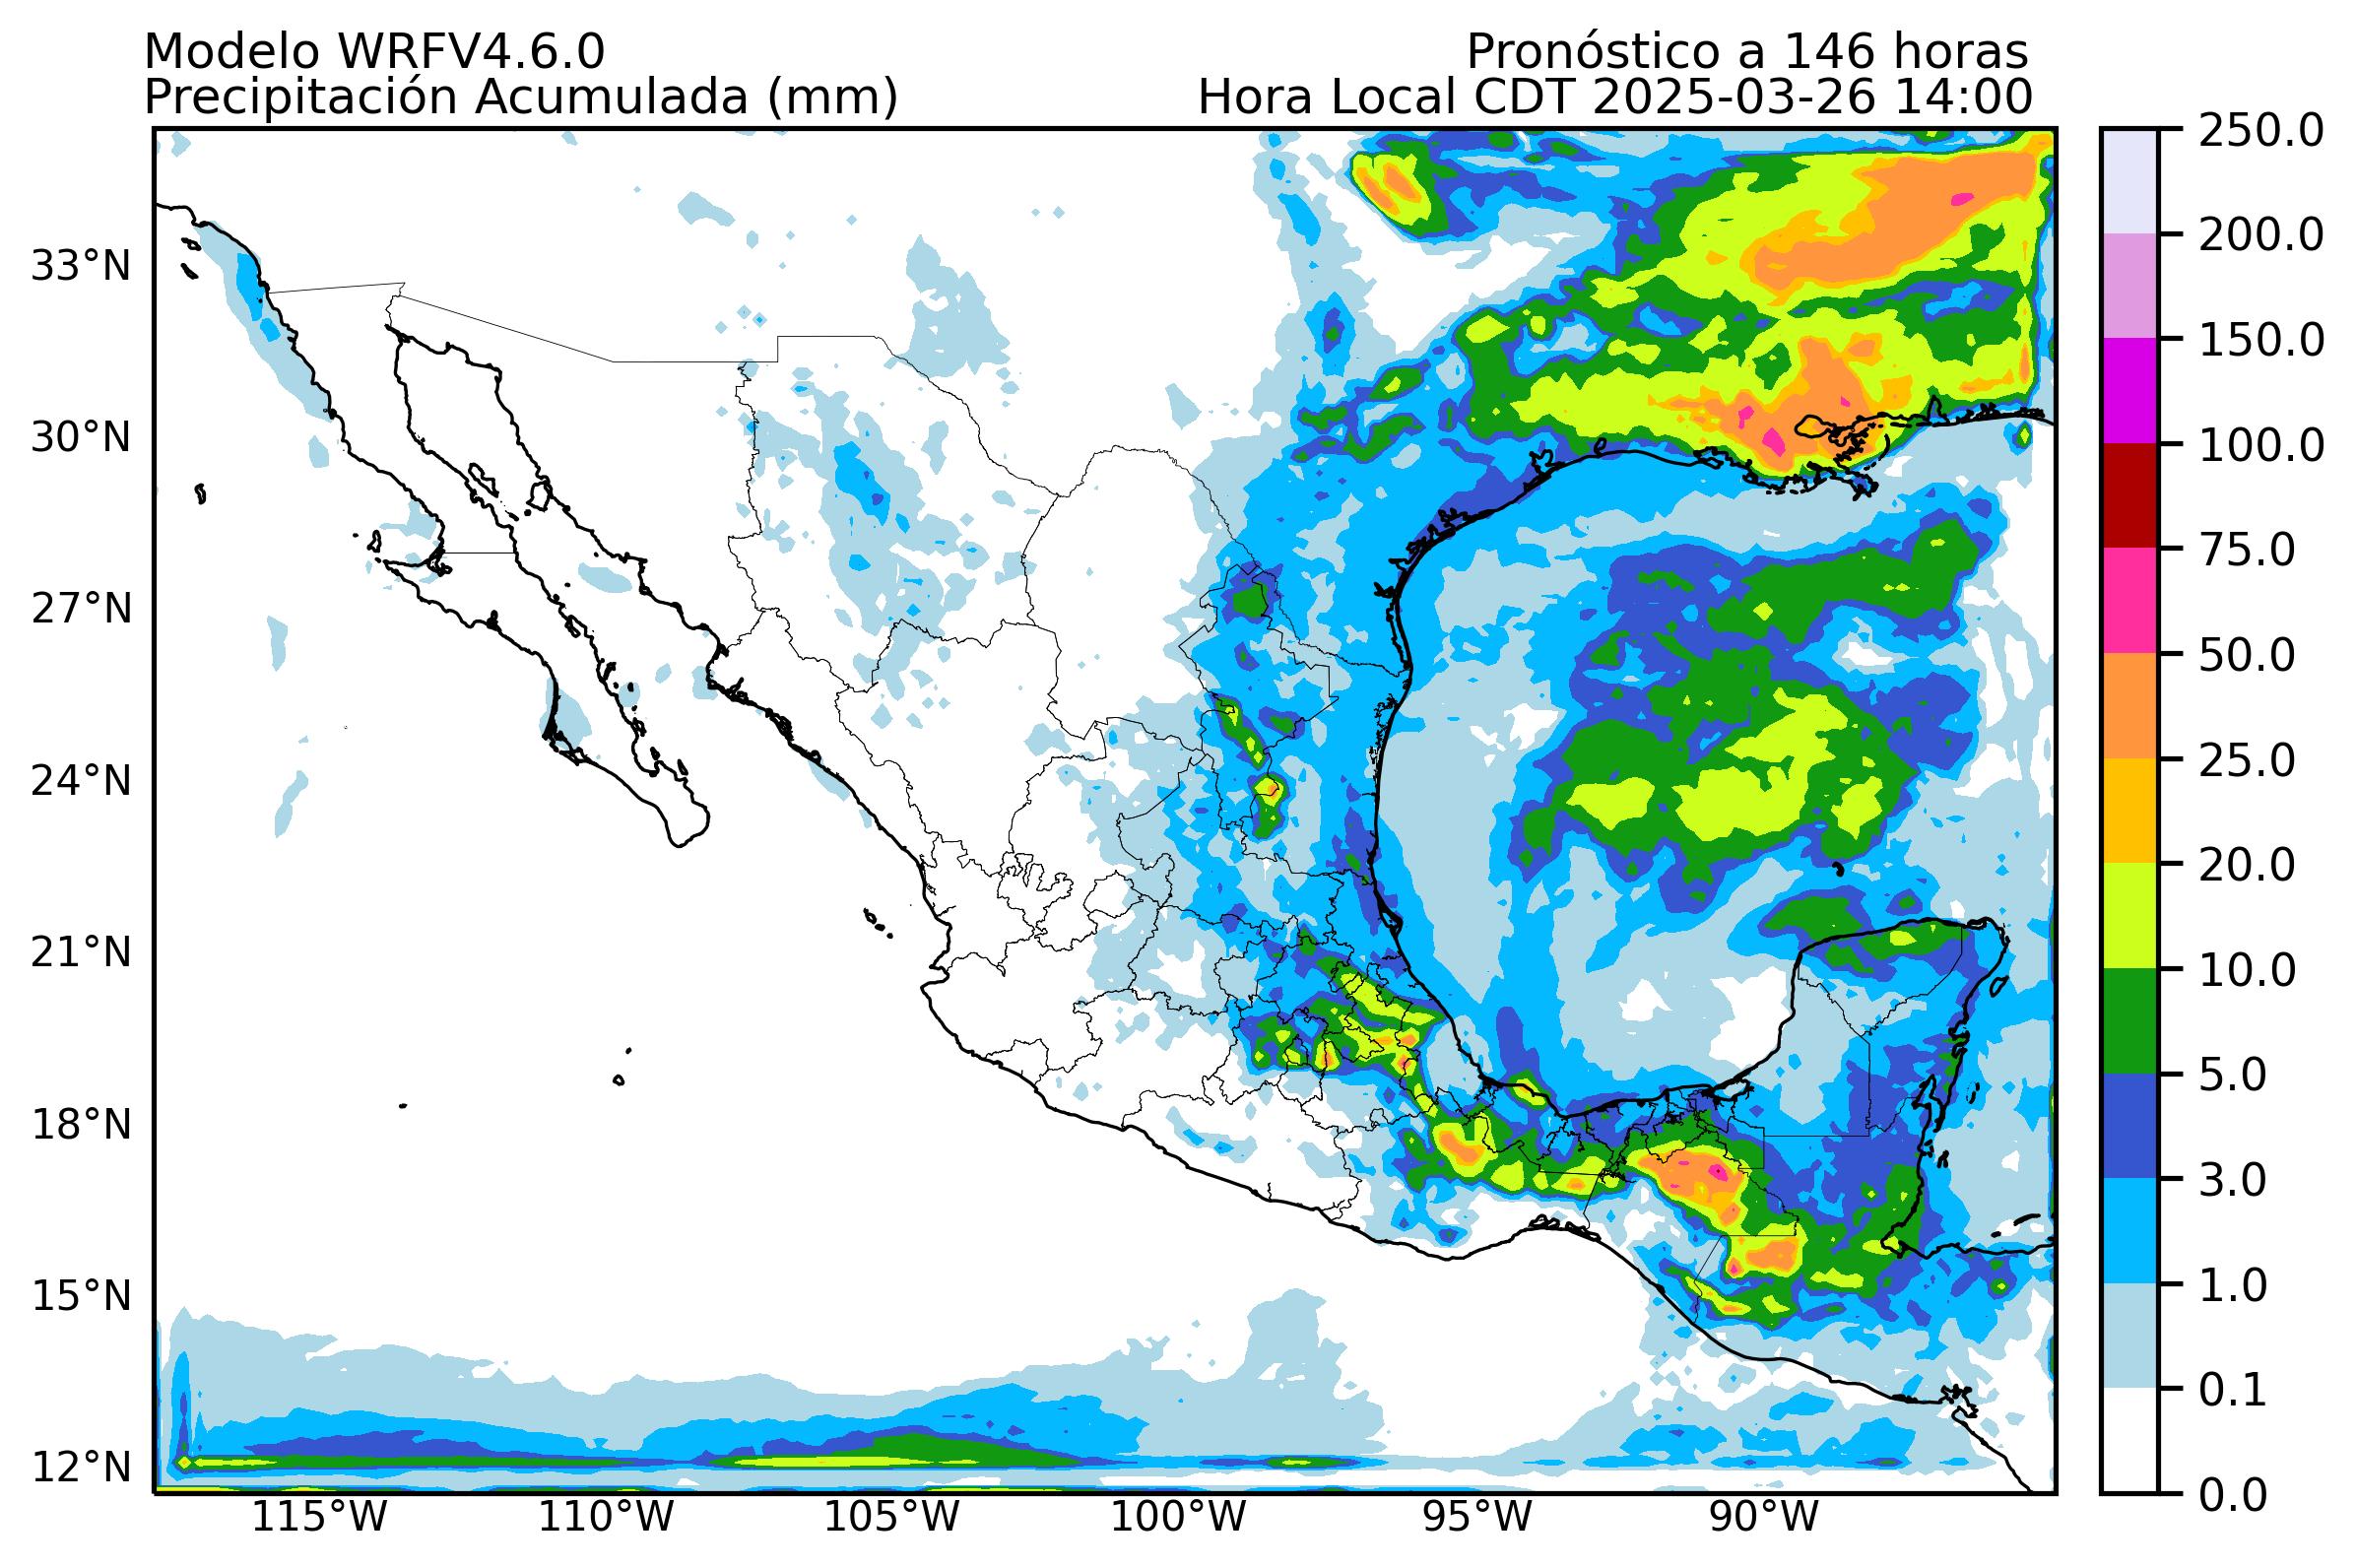 Modelo WRFV4.6.0
Pronóstico a 146 horas
Precipitación Acumulada (mm)
Hora Local CDT 2025-03-26 14:00
33°N
30°N
27°N
24°N
21°N
18°N
15°N
12°N
115°W
110°W
105°W
100°W
95°W
90°W
250.0
200.0
150.0
100.0
75.0
50.0
25.0
20.0
10.0
5.0
3.0
1.0
0.1
0.0